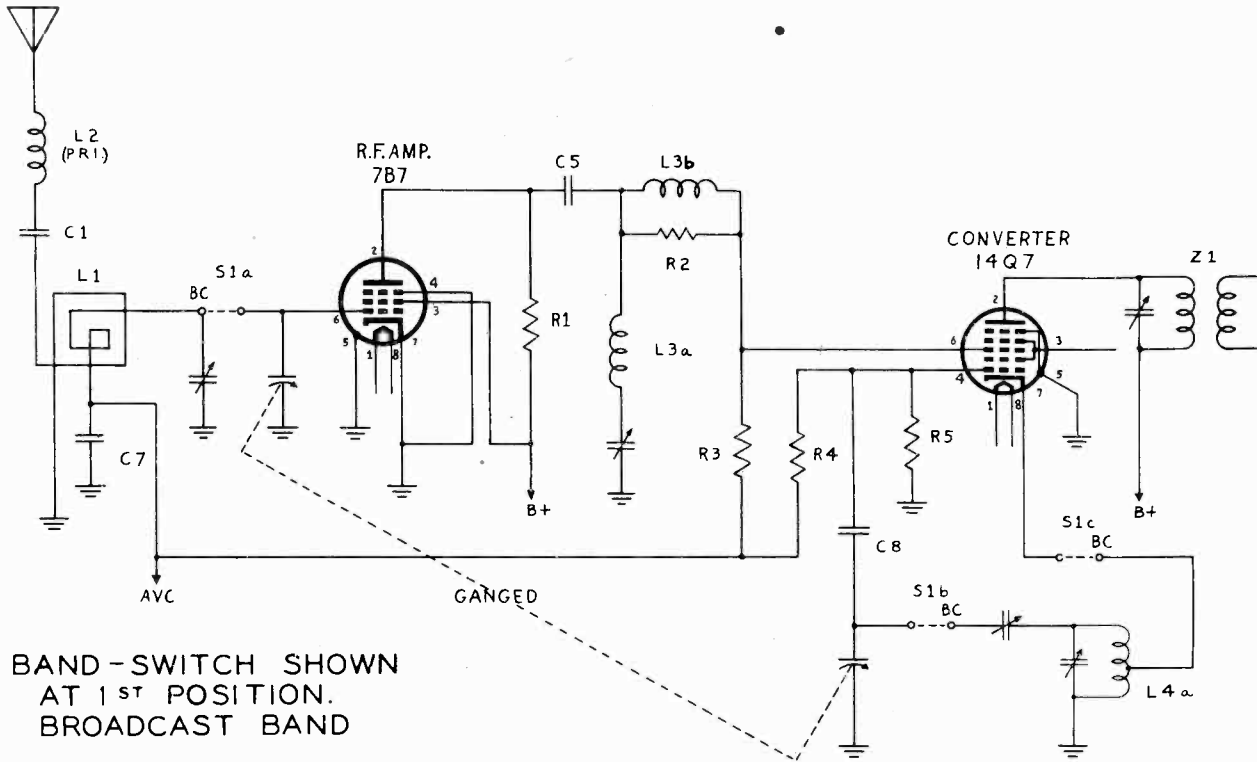 L2
(PRI.)
C1
L1
S1a
BC
C7
AVC
R.F. AMP.
7B7
2
4
3
6
5
1
8
7
R1
B+
C5
L3b
R2
L3a
R3
R4
R5
CONVERTER
14Q7
2
6
4
3
5
7
1
8
Z1
B+
C8
S1c
BC
S1b
BC
L4a
GANGED
BAND-SWITCH SHOWN
AT 1ST POSITION.
BROADCAST BAND